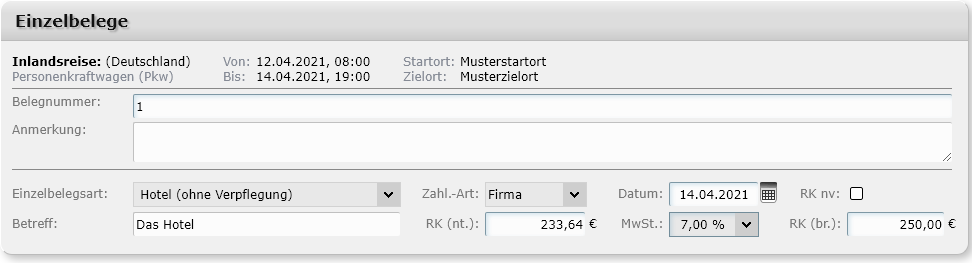 Einzelbelege
Inlandsreise: (Deutschland) Von: 12.04.2021, 08:00 Startort: Musterstartort
Personenkraftwagen (Pkw) Bis: 14.04.2021, 19:00 Zielort: Musterzielort
Belegnummer: 1
Anmerkung:
Einzelbelegsart: Hotel (ohne Verpflegung) Zahl.-Art: Firma Datum: 14.04.2021 RK nv:
Betreff: Das Hotel RK (nt.): 233,64 € MwSt.: 7,00 % RK (br.): 250,00 €